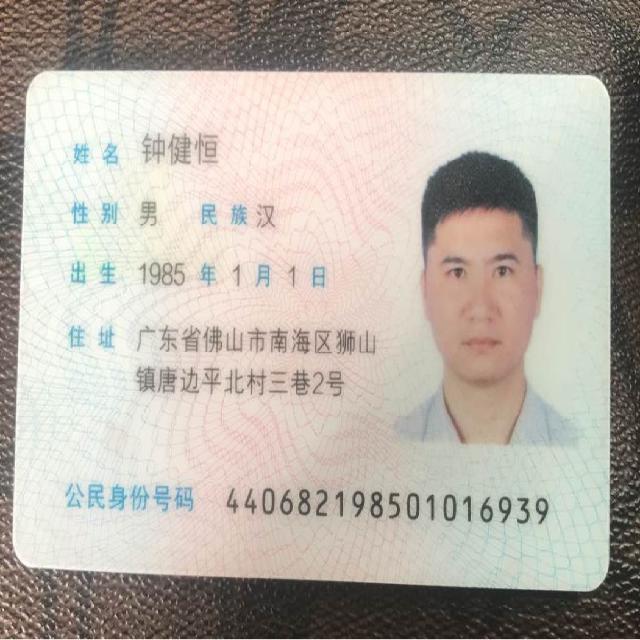 姓名 钟健恒
性别 男 民族 汉
出生 1985 年 1 月 1 日
住址 广东省佛山市南海区狮山
镇唐边平北村三巷2号
公民身份号码 440682198501016939